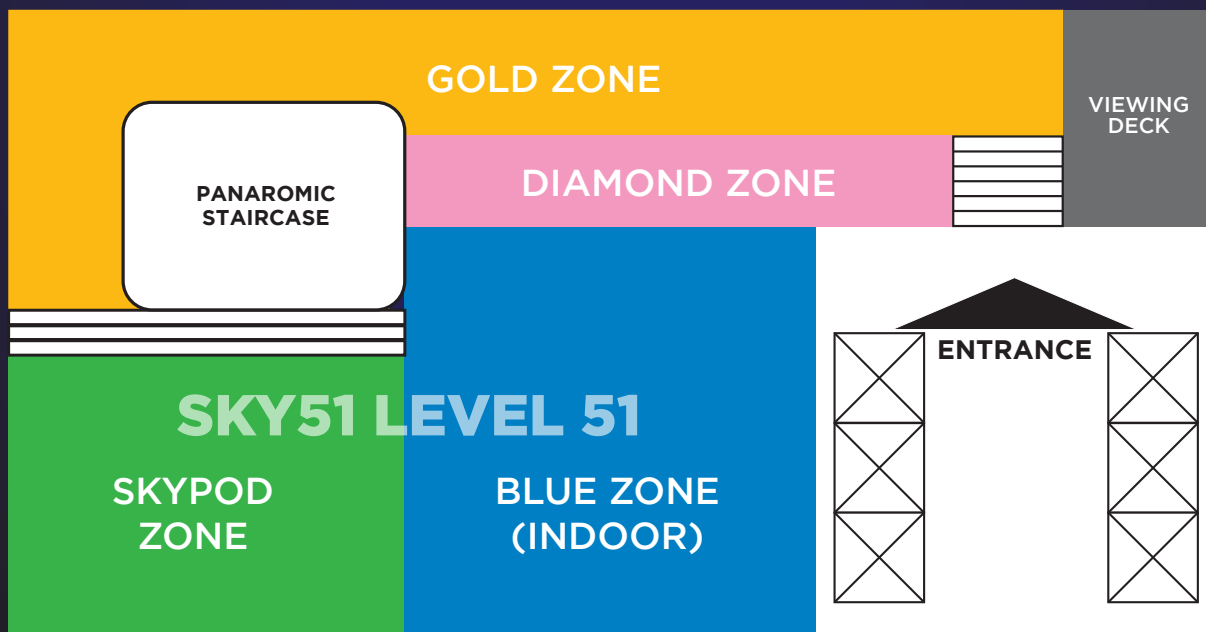 GOLD ZONE
VIEWING
DECK
DIAMOND ZONE
PANAROMIC
STAIRCASE
ENTRANCE
SKY51 LEVEL 51
SKYPOD
ZONE
BLUE ZONE
(INDOOR)